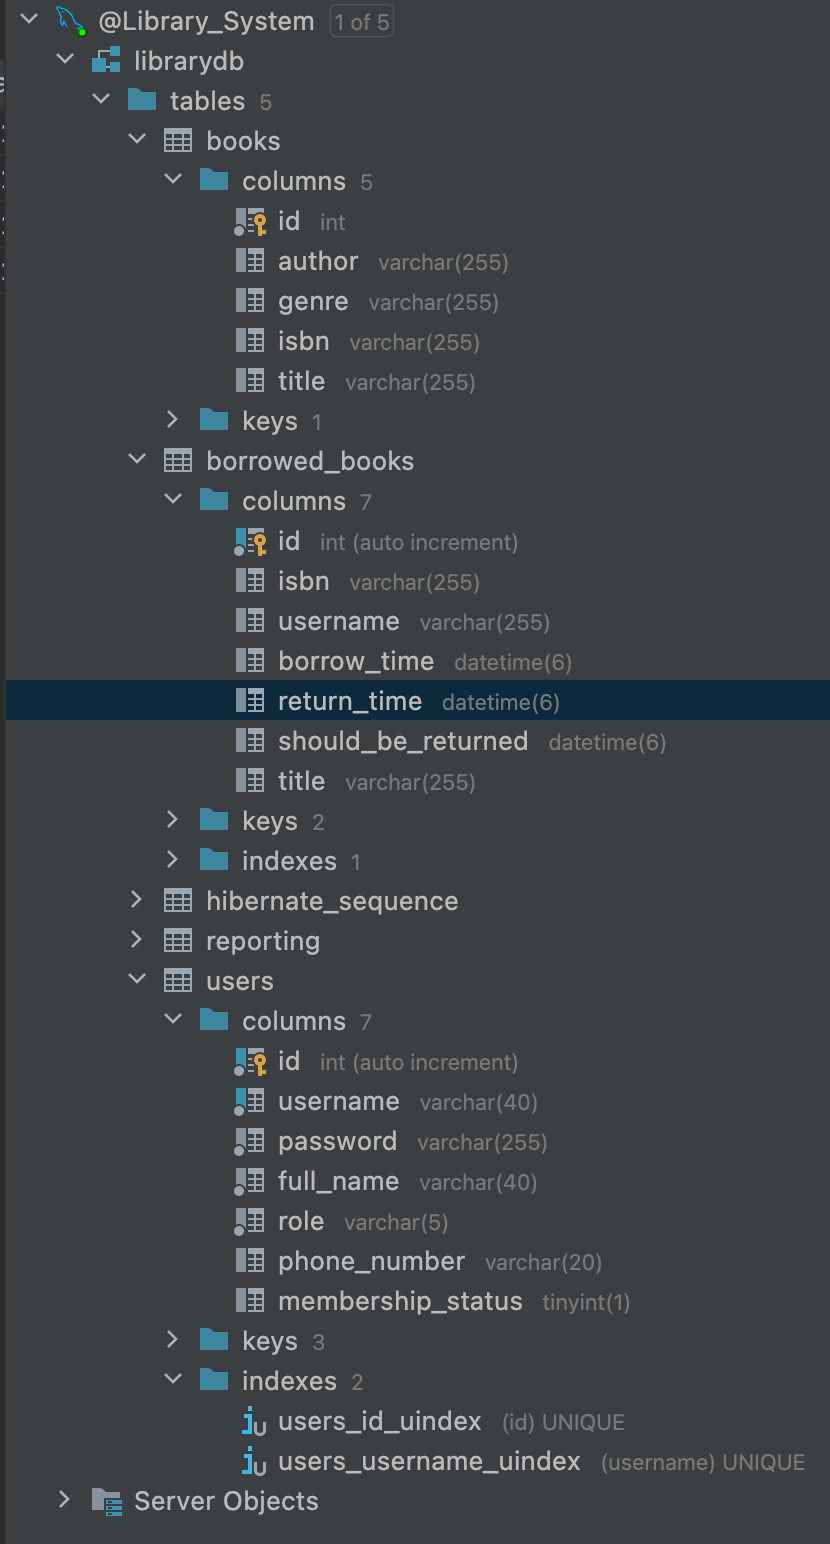 @Library_System 1 of 5
librarydb
tables 5
books
columns 5
id int
author varchar(255)
genre varchar(255)
isbn varchar(255)
title varchar(255)
keys 1
borrowed_books
columns 7
id int (auto increment)
isbn varchar(255)
username varchar(255)
borrow_time datetime(6)
return_time datetime(6)
should_be_returned datetime(6)
title varchar(255)
keys 2
indexes 1
hibernate_sequence
reporting
users
columns 7
id int (auto increment)
username varchar(40)
password varchar(255)
full_name varchar(40)
role varchar(5)
phone_number varchar(20)
membership_status tinyint(1)
keys 3
indexes 2
users_id_uindex (id) UNIQUE
users_username_uindex (username) UNIQUE
Server Objects